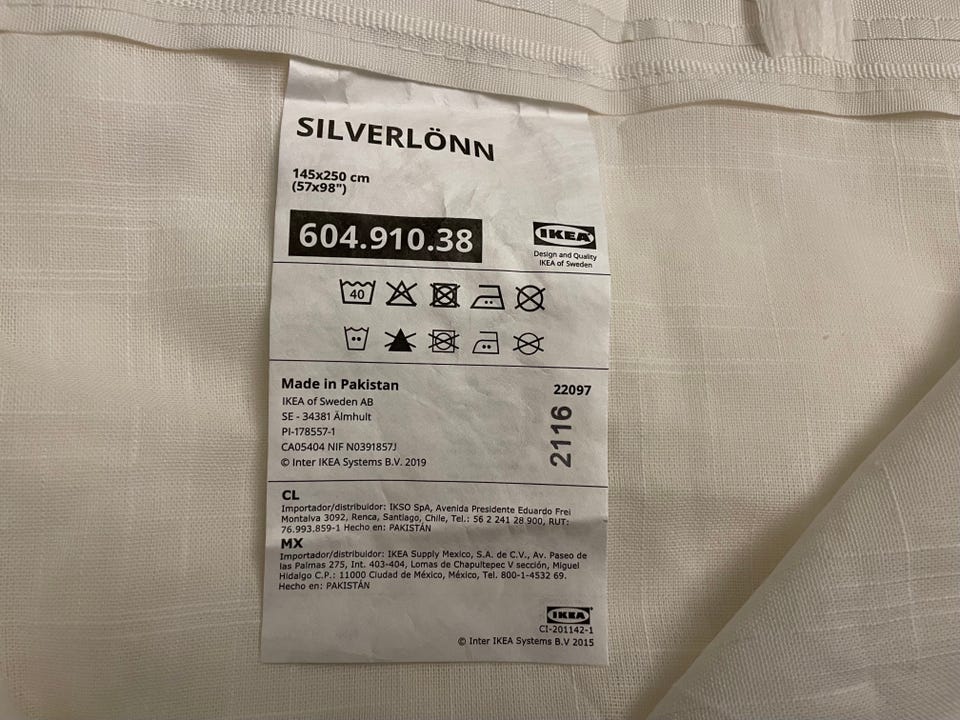 SILVERLÖNN
145x250 cm
(57x98")
604.910.38
IKEA
Design and Quality
IKEA of Sweden
40
Made in Pakistan
22097
IKEA of Sweden AB
SE - 34381 Älmhult
PI-178557-1
CA05404 NIF N0391857J
© Inter IKEA Systems B.V. 2019
2116
CL
Importador/distribuidor: IKSO SpA, Avenida Presidente Eduardo Frei
Montalva 3092, Renca, Santiago, Chile, Tel.: 56 2 241 28 900, RUT:
76.993.859-1 Hecho en: PAKISTÁN
MX
Importador/distribuidor: IKEA Supply Mexico, S.A. de C.V., Av. Paseo de
las Palmas 275, Int. 403-404, Lomas de Chapultepec V sección, Miguel
Hidalgo C.P.: 11000 Ciudad de México, México, Tel. 800-1-4532 69.
Hecho en: PAKISTÁN
IKEA
CI-201142-1
© Inter IKEA Systems B.V 2015